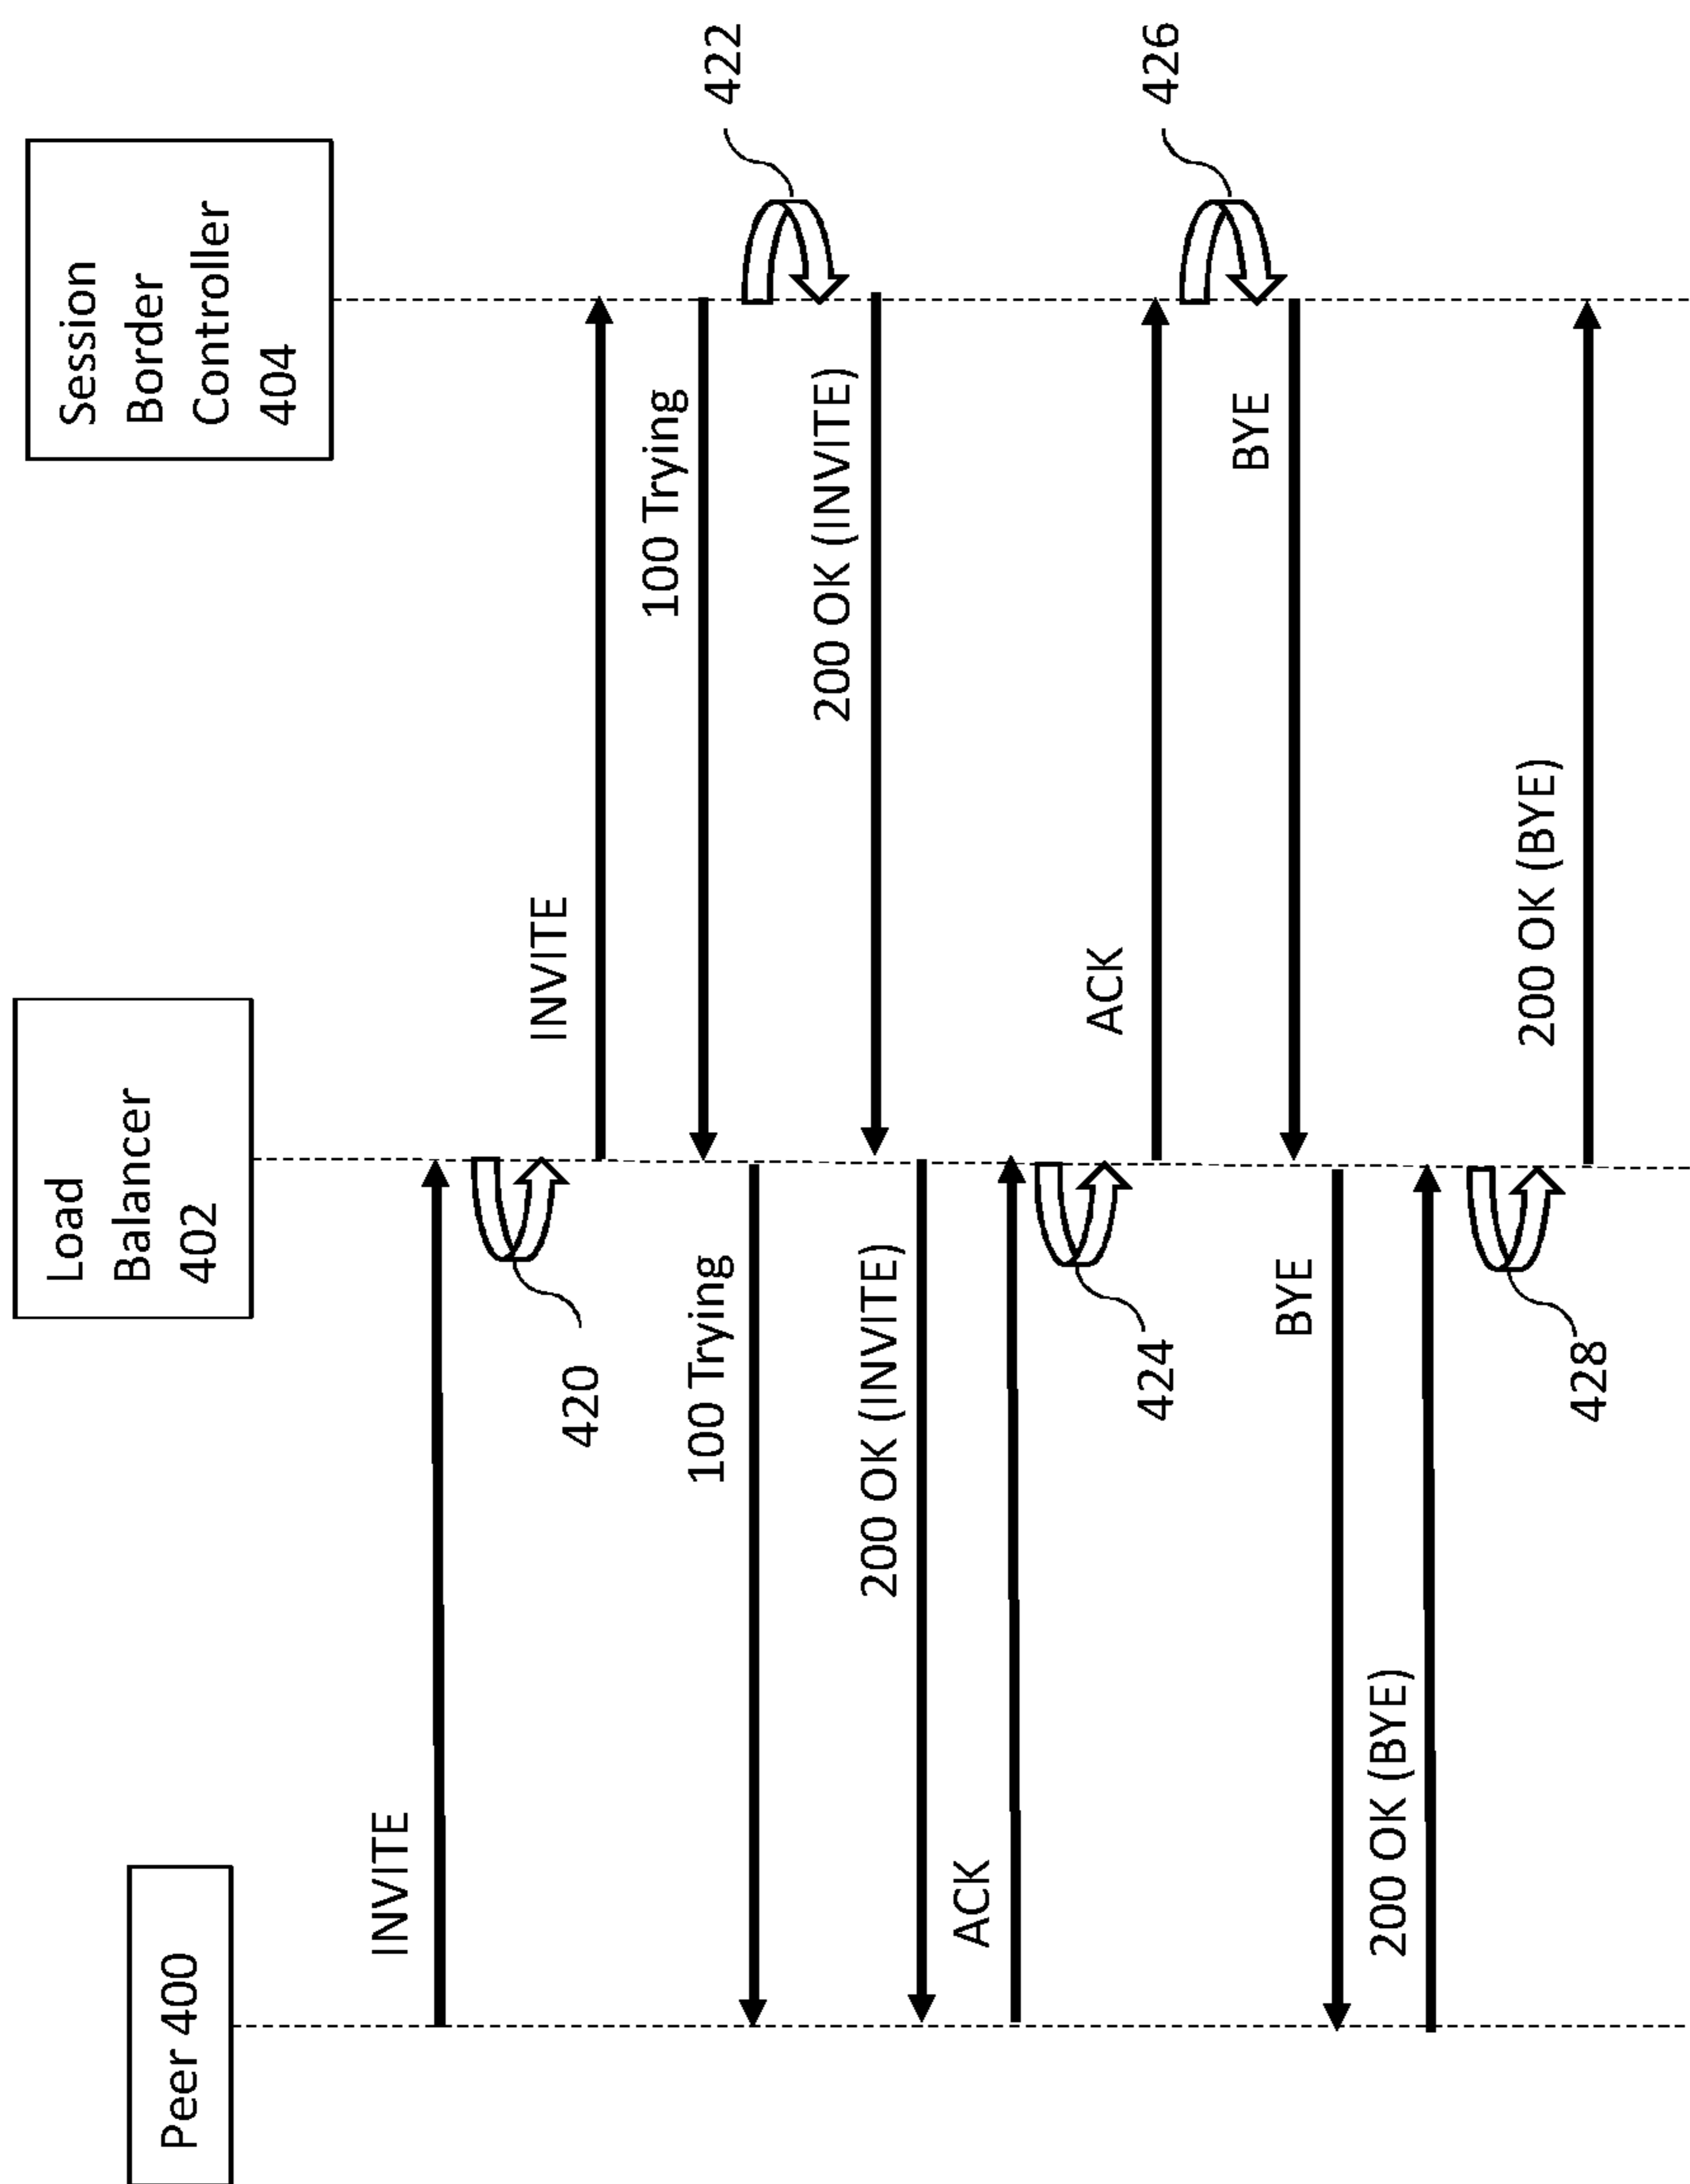 Peer 400
Load
Balancer
402
Session
Border
Controller
404
INVITE
420
INVITE
100 Trying
422
100 Trying
200 OK (INVITE)
200 OK (INVITE)
ACK
424
ACK
426
BYE
BYE
200 OK (BYE)
428
200 OK (BYE)